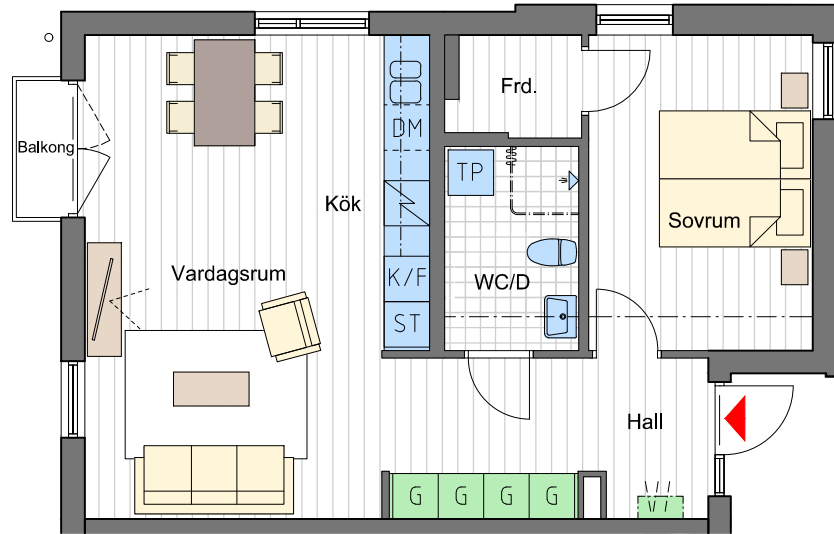 Frd.
DM
Balkong
TP
Kök
Sovrum
Vardagsrum
K/F
WC/D
ST
Hall
G
G
G
G